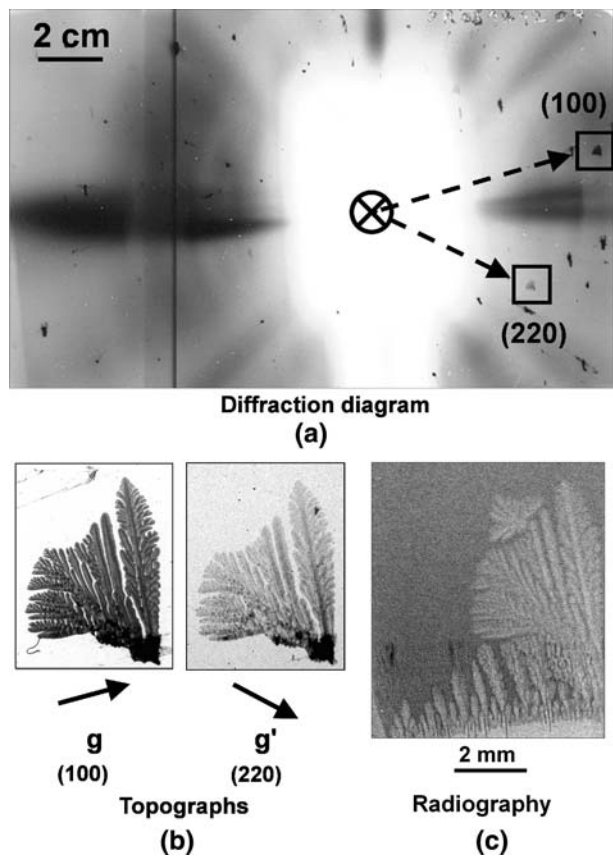 2 cm
(100)
(220)
Diffraction diagram
(a)
g
g'
(100)
(220)
2 mm
Topographs
Radiography
(b)
(c)